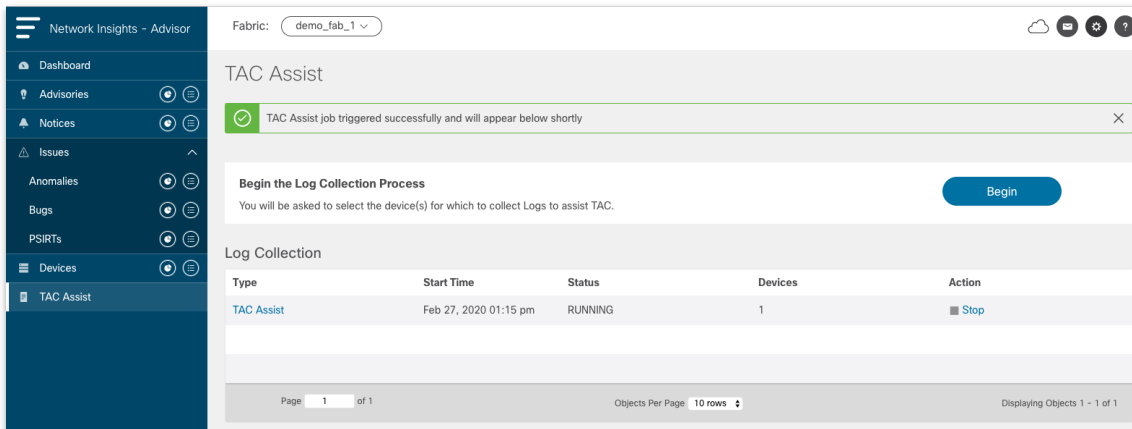 Network Insights - Advisor
Fabric: demo_fab_1
?
Dashboard
Advisories
Notices
Issues
Anomalies
Bugs
PSIRTs
Devices
TAC Assist
TAC Assist
TAC Assist job triggered successfully and will appear below shortly
Begin the Log Collection Process
You will be asked to select the device(s) for which to collect Logs to assist TAC.
Begin
Log Collection
Type Start Time Status Devices Action
TAC Assist Feb 27, 2020 01:15 pm RUNNING 1 Stop
Page 1 of 1 Objects Per Page 10 rows Displaying Objects 1 - 1 of 1